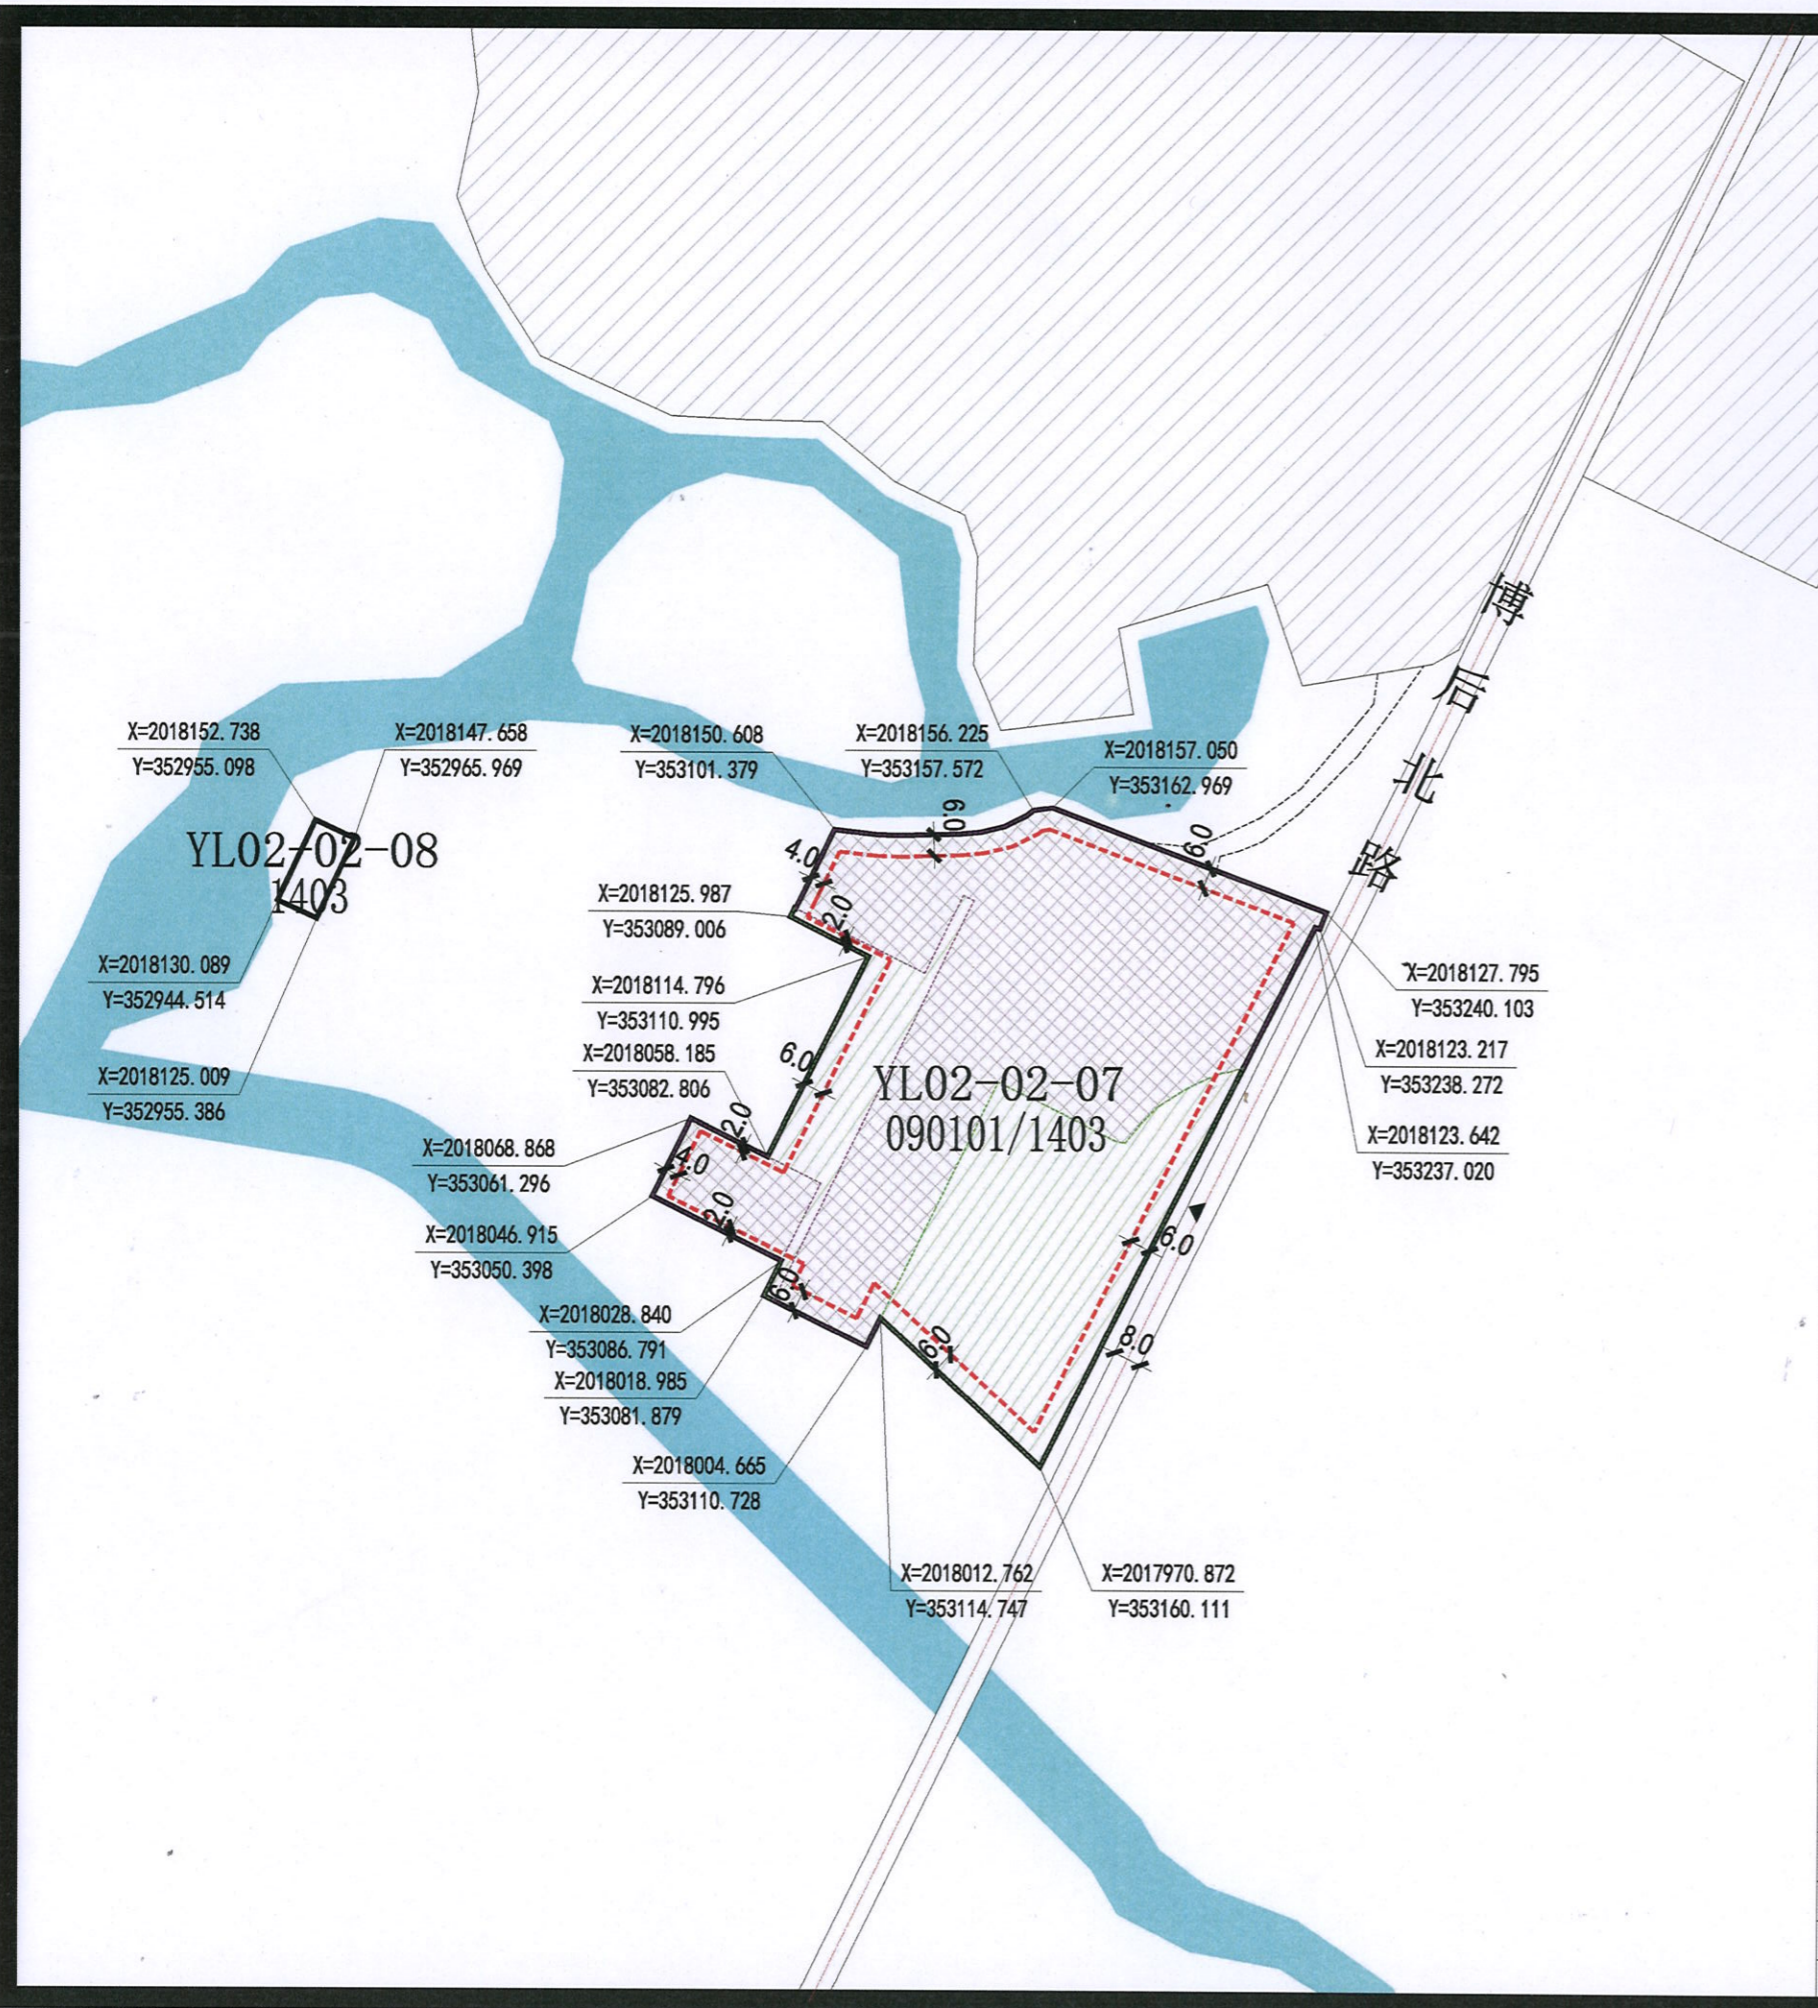 博
后
北
路
X=2018152.738
Y=352955.098
X=2018147.658
Y=352965.969
X=2018150.608
Y=353101.379
X=2018156.225
Y=353157.572
X=2018157.050
Y=353162.969
YL02-02-08
1403
6.0
6.0
4.0
2.0
X=2018125.987
Y=353089.006
X=2018130.089
Y=352944.514
X=2018114.796
Y=353110.995
X=2018127.795
Y=353240.103
X=2018058.185
Y=353082.806
6.0
X=2018123.217
Y=353238.272
X=2018125.009
Y=352955.386
YL02-02-07
090101/1403
X=2018123.642
Y=353237.020
2.0
X=2018068.868
Y=353061.296
4.0
2.0
X=2018046.915
Y=353050.398
6.0
6.0
X=2018028.840
Y=353086.791
6.0
8.0
X=2018018.985
Y=353081.879
X=2018004.665
Y=353110.728
X=2018012.762
Y=353114.747
X=2017970.872
Y=353160.111